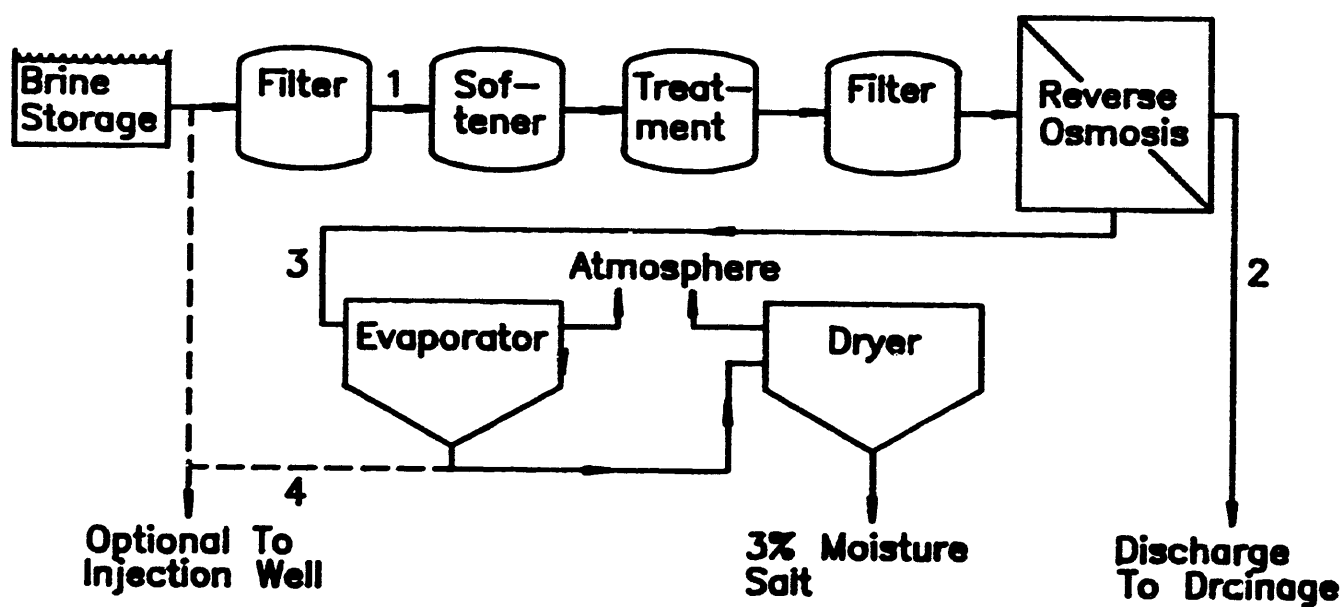 Brine
Storage
Filter
1
Sof-
tener
Treat-
ment
Filter
Reverse
Osmosis
3
Atmosphere
2
Evaporator
Dryer
4
Optional To
Injection Well
3% Moisture
Salt
Discharge
To Drcinage